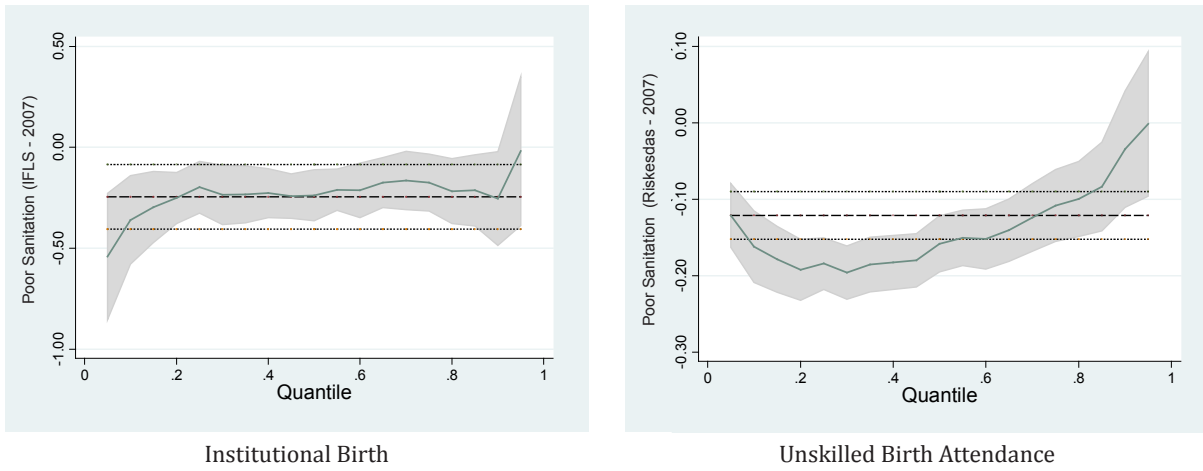 0.50
0.00
-0.50
-1.00
Poor Sanitation (IFLS - 2007)
0 .2 .4 .6 .8 1
Quantile
Institutional Birth
0.10
0.00
-0.10
-0.20
-0.30
Poor Sanitation (Riskesdas - 2007)
0 .2 .4 .6 .8 1
Quantile
Unskilled Birth Attendance